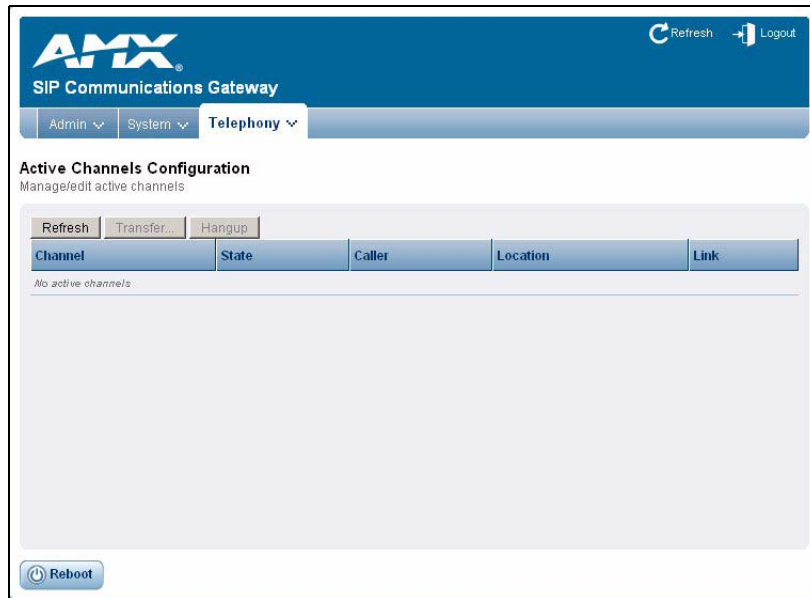 AMX®
Refresh Logout
SIP Communications Gateway
Admin System Telephony
Active Channels Configuration
Manage/edit active channels
Refresh Transfer... Hangup
Channel State Caller Location Link
No active channels
Reboot